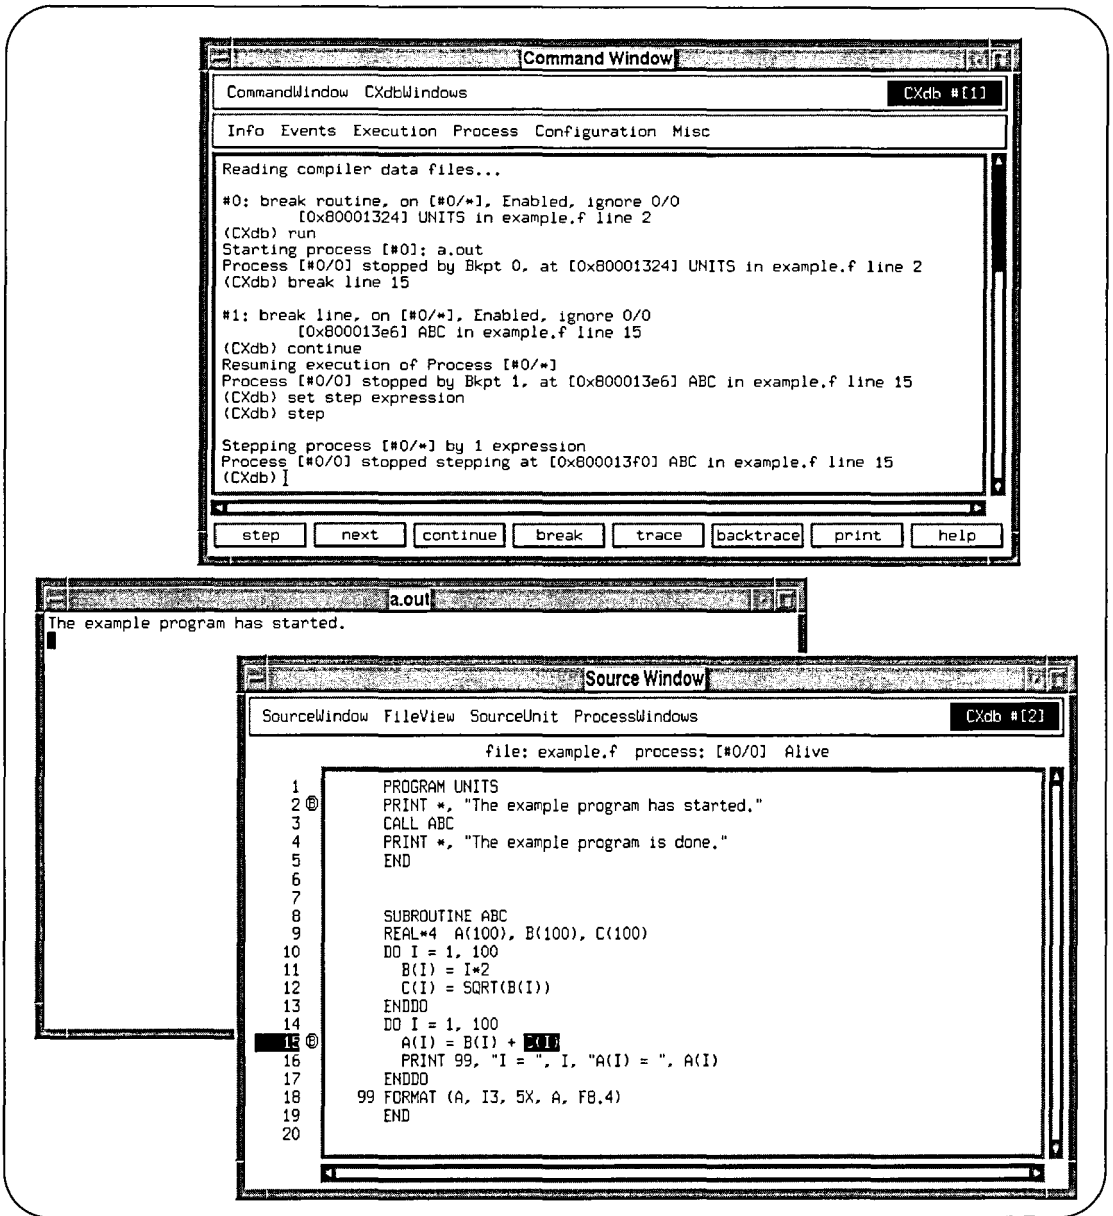 Command Window
CommandWindow CXdbWindows CXdb #[1]
Info Events Execution Process Configuration Misc
Reading compiler data files...
#0: break routine, on [#0/*], Enabled, ignore 0/0
[0x80001324] UNITS in example.f line 2
(CXdb) run
Starting process [#0]: a.out
Process [#0/0] stopped by Bkpt 0, at [0x80001324] UNITS in example.f line 2
(CXdb) break line 15
#1: break line, on [#0/*], Enabled, ignore 0/0
[0x800013e6] ABC in example.f line 15
(CXdb) continue
Resuming execution of Process [#0/*]
Process [#0/0] stopped by Bkpt 1, at [0x800013e6] ABC in example.f line 15
(CXdb) set step expression
(CXdb) step
Stepping process [#0/*] by 1 expression
Process [#0/0] stopped stepping at [0x800013f0] ABC in example.f line 15
(CXdb)
step next continue break trace backtrace print help
a.out
The example program has started.
Source Window
SourceWindow FileView SourceUnit ProcessWindows CXdb #[2]
file: example.f process: [#0/0] Alive
1 PROGRAM UNITS
2 B PRINT *, "The example program has started."
3 CALL ABC
4 PRINT *, "The example program is done."
5 END
6
7
8 SUBROUTINE ABC
9 REAL*4 A(100), B(100), C(100)
10 DO I = 1, 100
11 B(I) = I*2
12 C(I) = SQRT(B(I))
13 ENDDO
14 DO I = 1, 100
15 B A(I) = B(I) + C(I)
16 PRINT 99, "I = ", I, "A(I) = ", A(I)
17 ENDDO
18 99 FORMAT (A, I3, 5X, A, F8.4)
19 END
20